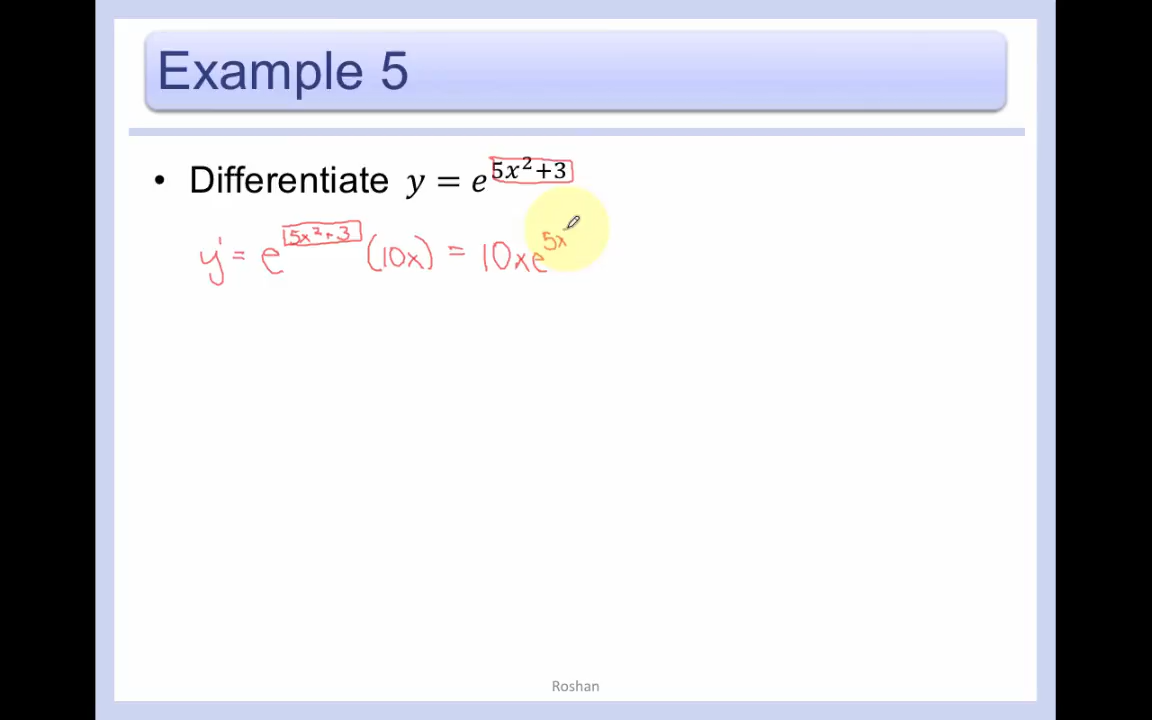 Example 5
• Differentiate y = e^{5x²+3}
y' = e^{5x²+3} (10x) = 10xe^{5x}
Roshan